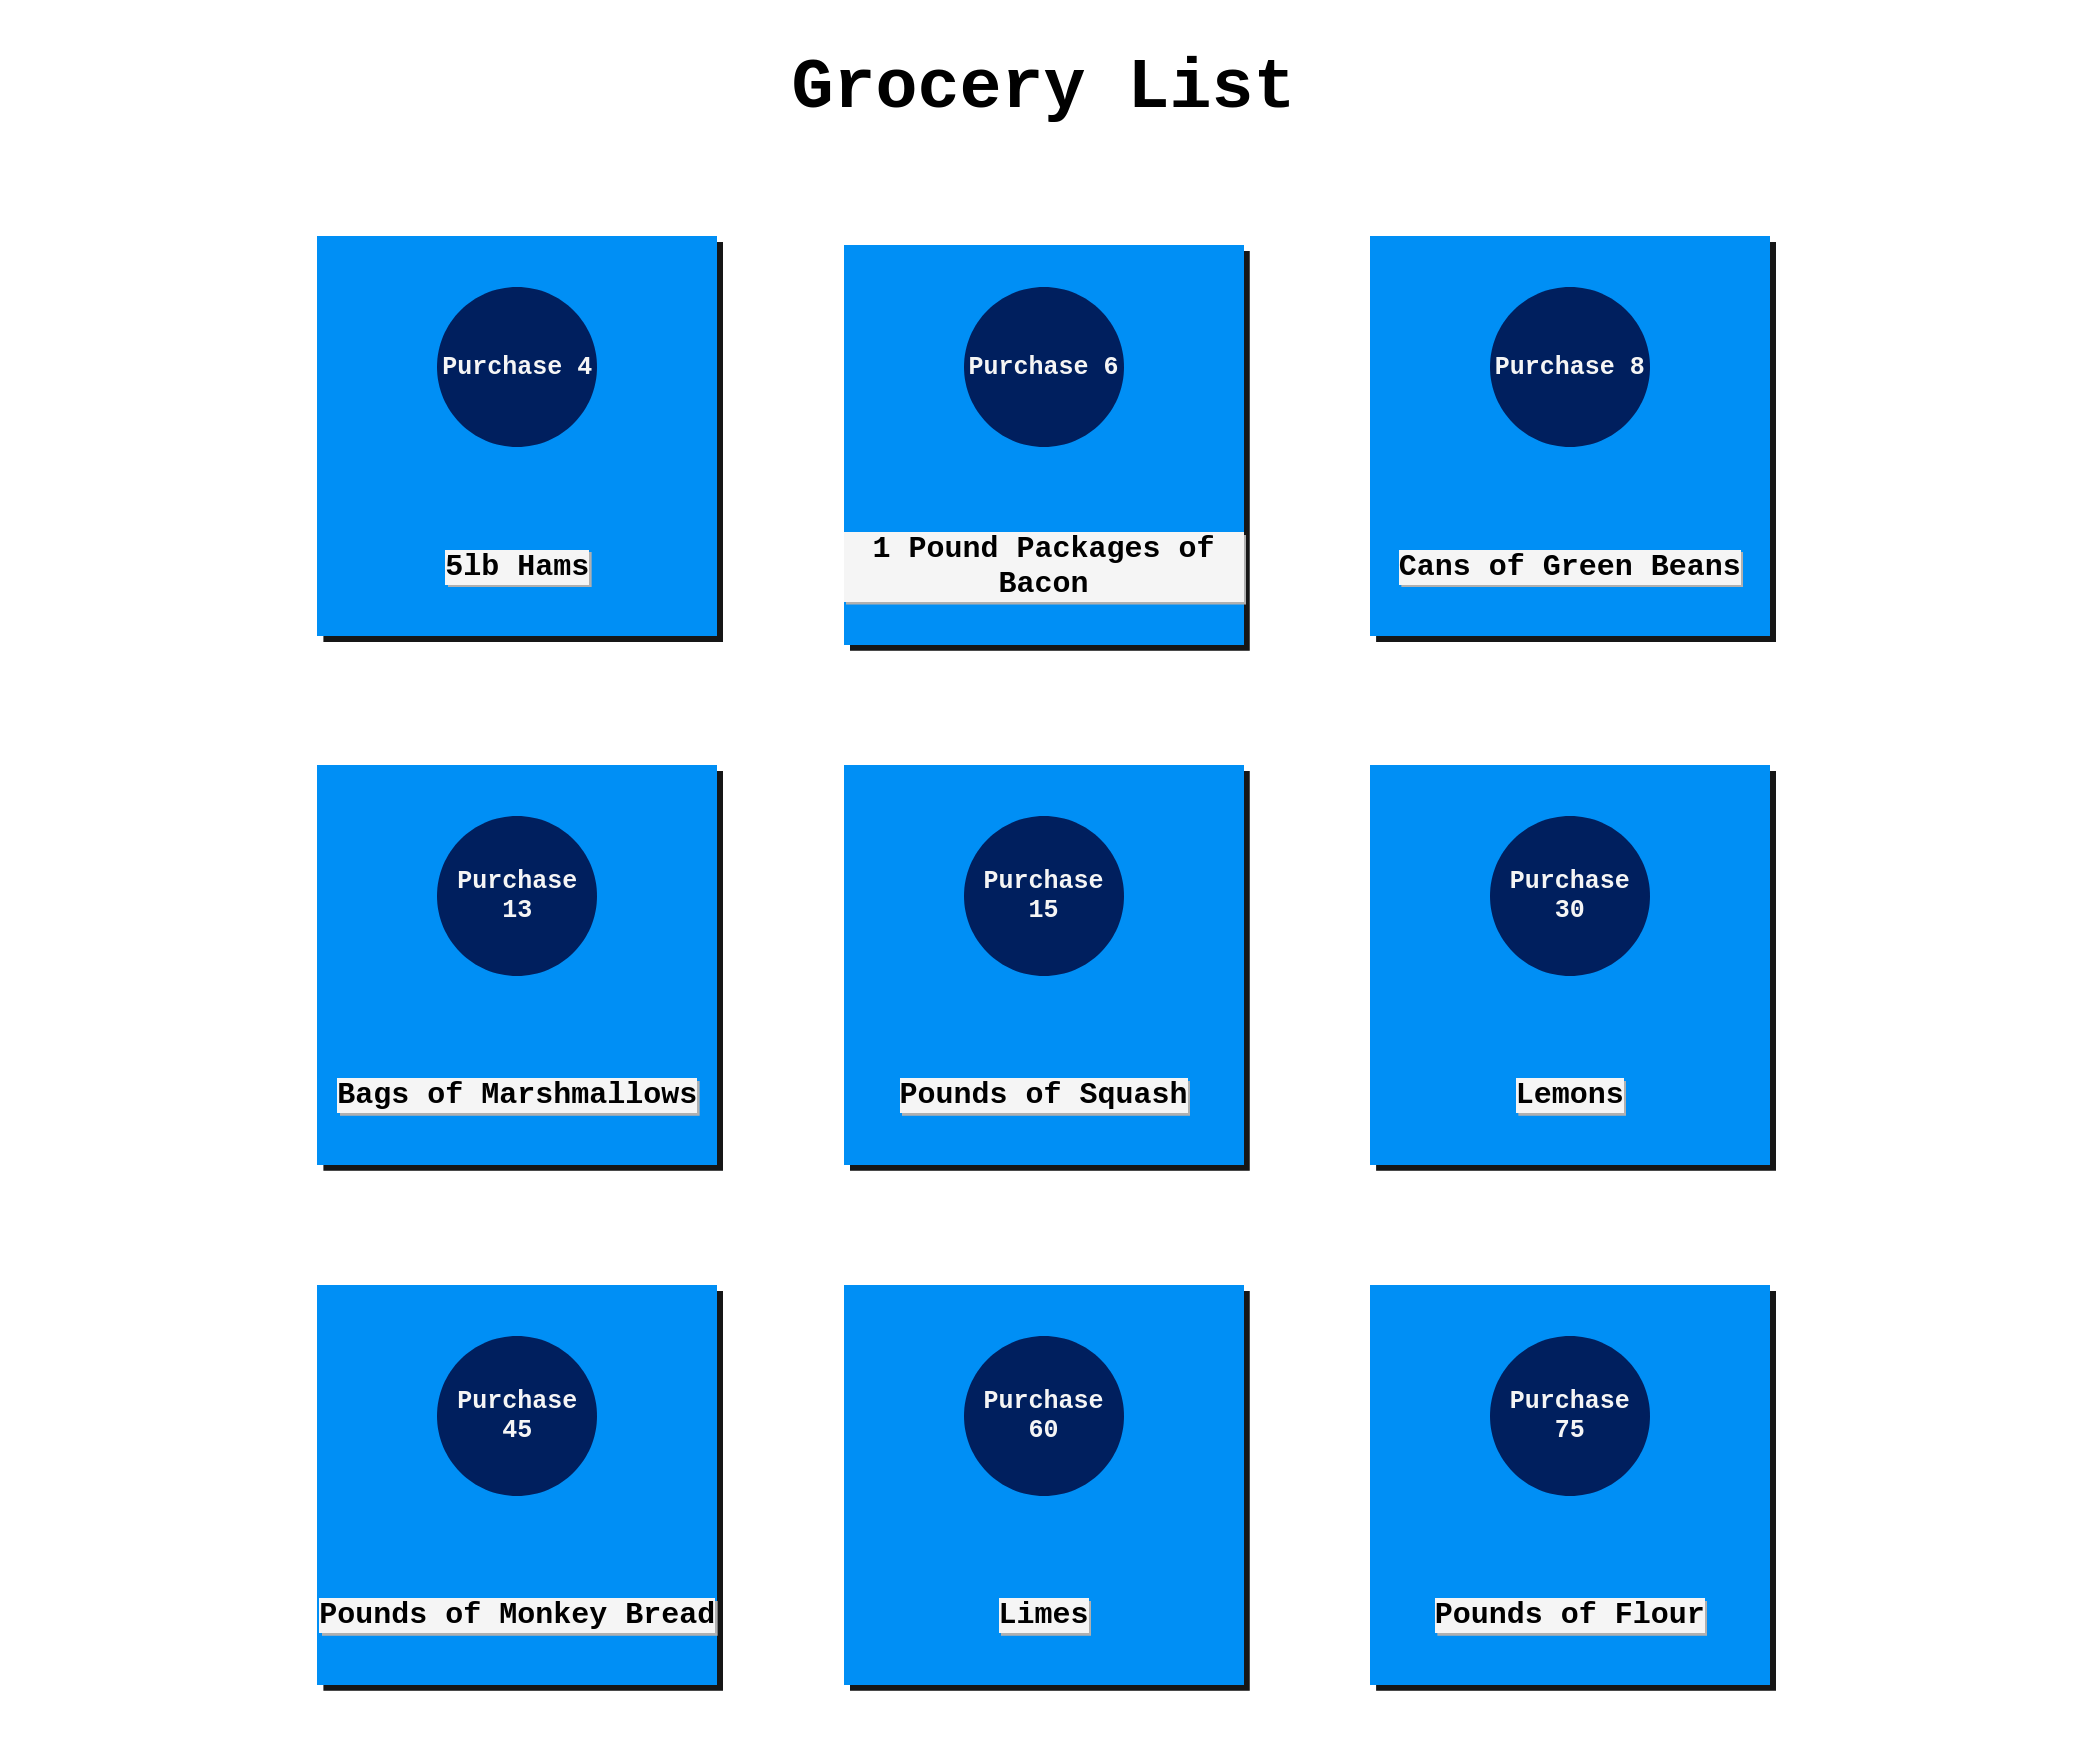 Grocery List
Purchase 4
5lb Hams
Purchase 6
1 Pound Packages of
Bacon
Purchase 8
Cans of Green Beans
Purchase
13
Bags of Marshmallows
Purchase
15
Pounds of Squash
Purchase
30
Lemons
Purchase
45
Pounds of Monkey Bread
Purchase
60
Limes
Purchase
75
Pounds of Flour